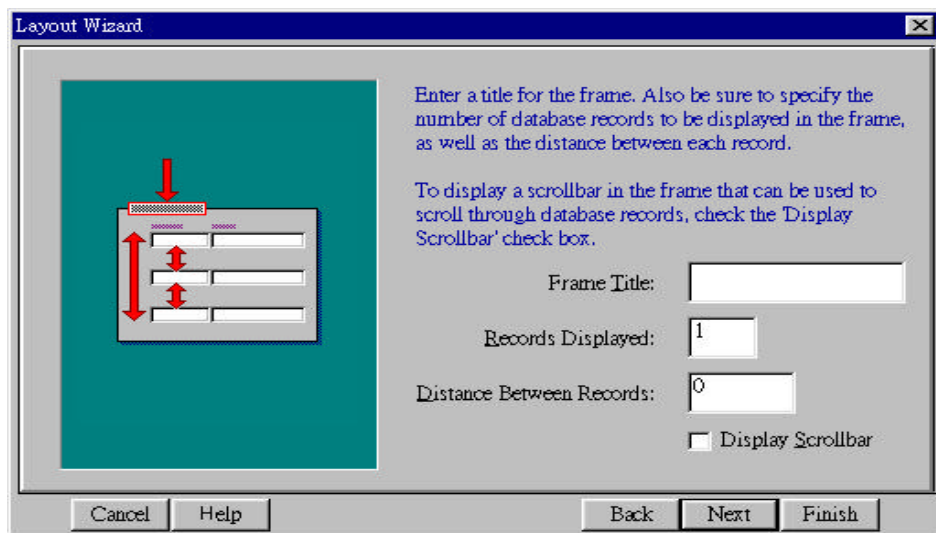 Layout Wizard
Enter a title for the frame. Also be sure to specify the
number of database records to be displayed in the frame,
as well as the distance between each record.
To display a scrollbar in the frame that can be used to
scroll through database records, check the 'Display
Scrollbar' check box.
Frame Title:
Records Displayed: 1
Distance Between Records: 0
Display Scrollbar
Cancel Help Back Next Finish